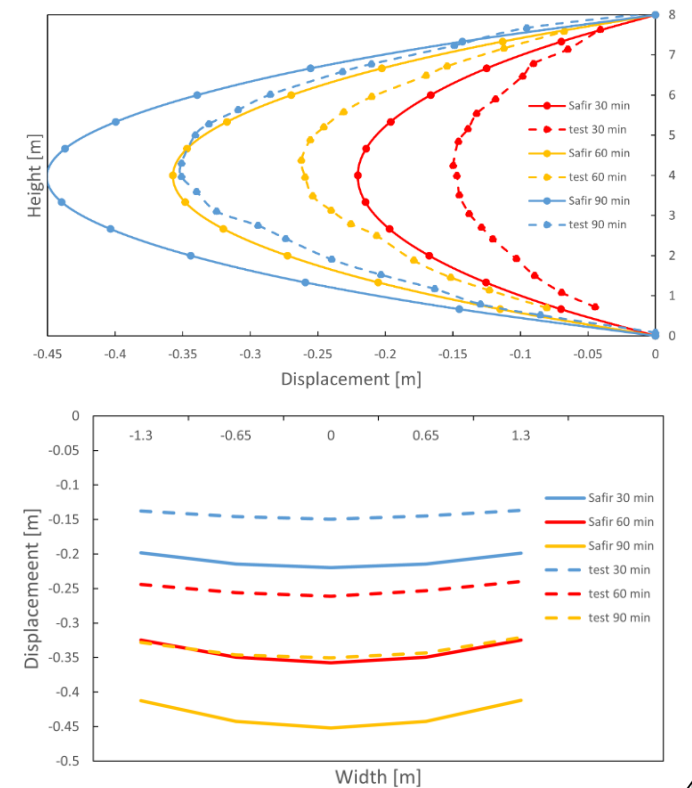 8
7
6
5
4
3
2
1
0
Height [m]
Safir 30 min
test 30 min
Safir 60 min
test 60 min
Safir 90 min
test 90 min
-0.45 -0.4 -0.35 -0.3 -0.25 -0.2 -0.15 -0.1 -0.05 0
Displacement [m]
0
-0.05
-0.1
-0.15
-0.2
-0.25
-0.3
-0.35
-0.4
-0.45
-0.5
Displacemeent [m]
-1.3 -0.65 0 0.65 1.3
Safir 30 min
Safir 60 min
Safir 90 min
test 30 min
test 60 min
test 90 min
Width [m]